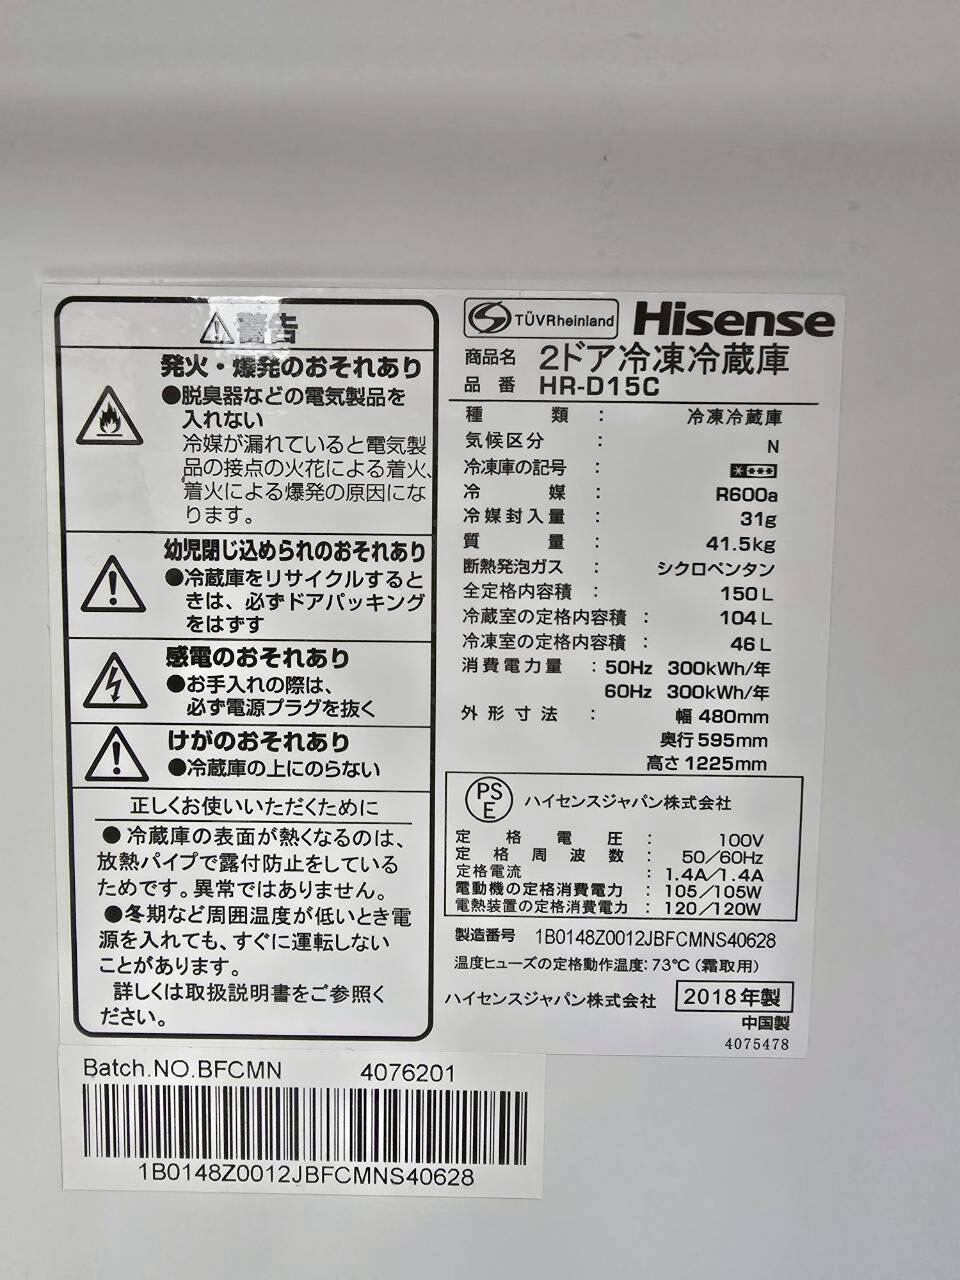 警告
発火・爆発のおそれあり
●脱臭器などの電気製品を
入れない
冷媒が漏れていると電気製
品の接点の火花による着火、
着火による爆発の原因にな
ります。
幼児閉じ込められのおそれあり
●冷蔵庫をリサイクルすると
きは、必ずドアパッキング
をはずす
感電のおそれあり
●お手入れの際は、
必ず電源プラグを抜く
けがのおそれあり
●冷蔵庫の上にのらない
正しくお使いいただくために
●冷蔵庫の表面が熱くなるのは、
放熱パイプで露付防止をしている
ためです。異常ではありません。
●冬期など周囲温度が低いとき電
源を入れても、すぐに運転しない
ことがあります。
詳しくは取扱説明書をご参照く
ださい。
TÜVRheinland Hisense
商品名 2ドア冷凍冷蔵庫
品番 HR-D15C
種類 : 冷凍冷蔵庫
気候区分 : N
冷凍庫の記号 :
冷媒 : R600a
冷媒封入量 : 31g
質量 : 41.5kg
断熱発泡ガス : シクロペンタン
全定格内容積 : 150L
冷蔵室の定格内容積 : 104L
冷凍室の定格内容積 : 46L
消費電力量 : 50Hz 300kWh/年
60Hz 300kWh/年
外形寸法 : 幅 480mm
奥行 595mm
高さ 1225mm
PSE ハイセンスジャパン株式会社
定格電圧 : 100V
定格周波数 : 50/60Hz
定格電流 : 1.4A/1.4A
電動機の定格消費電力 : 105/105W
電熱装置の定格消費電力 : 120/120W
製造番号 1B0148Z0012JBFCMNS40628
温度ヒューズの定格動作温度:73℃(霜取用)
ハイセンスジャパン株式会社 2018年製
中国製
4075478
Batch.NO.BFCMN 4076201
1B0148Z0012JBFCMNS40628